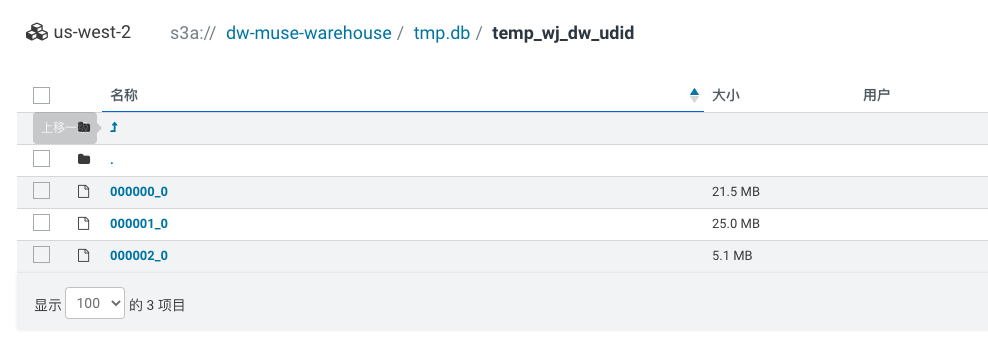 us-west-2 s3a:// dw-muse-warehouse / tmp.db / temp_wj_dw_udid
名称 大小 用户
上移一
.
000000_0 21.5 MB
000001_0 25.0 MB
000002_0 5.1 MB
显示 100 的 3 项目